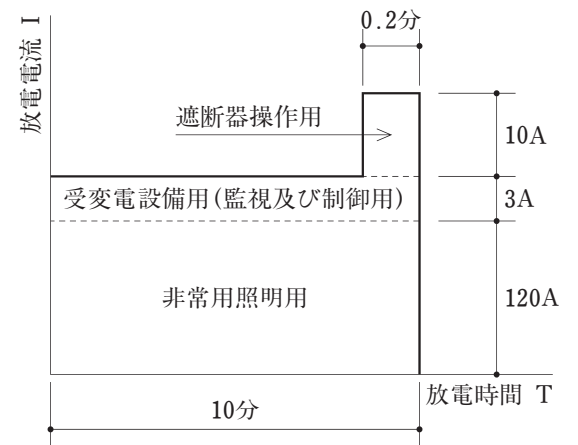 放電電流 I
0.2分
遮断器操作用
10A
受変電設備用(監視及び制御用)
3A
非常用照明用
120A
放電時間 T
10分